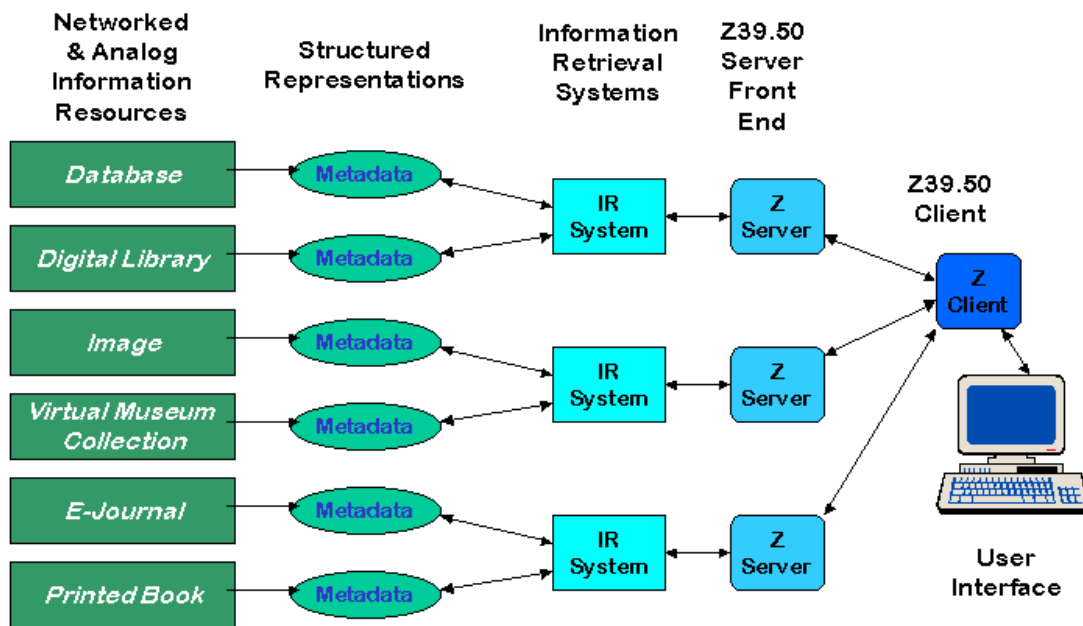 Networked
& Analog
Information
Resources
Structured
Representations
Information
Retrieval
Systems
Z39.50
Server
Front
End
Z39.50
Client
Database
Metadata
Digital Library
Metadata
IR
System
Z
Server
Z
Client
Image
Metadata
Virtual Museum
Collection
Metadata
IR
System
Z
Server
E-Journal
Metadata
Printed Book
Metadata
IR
System
Z
Server
User
Interface